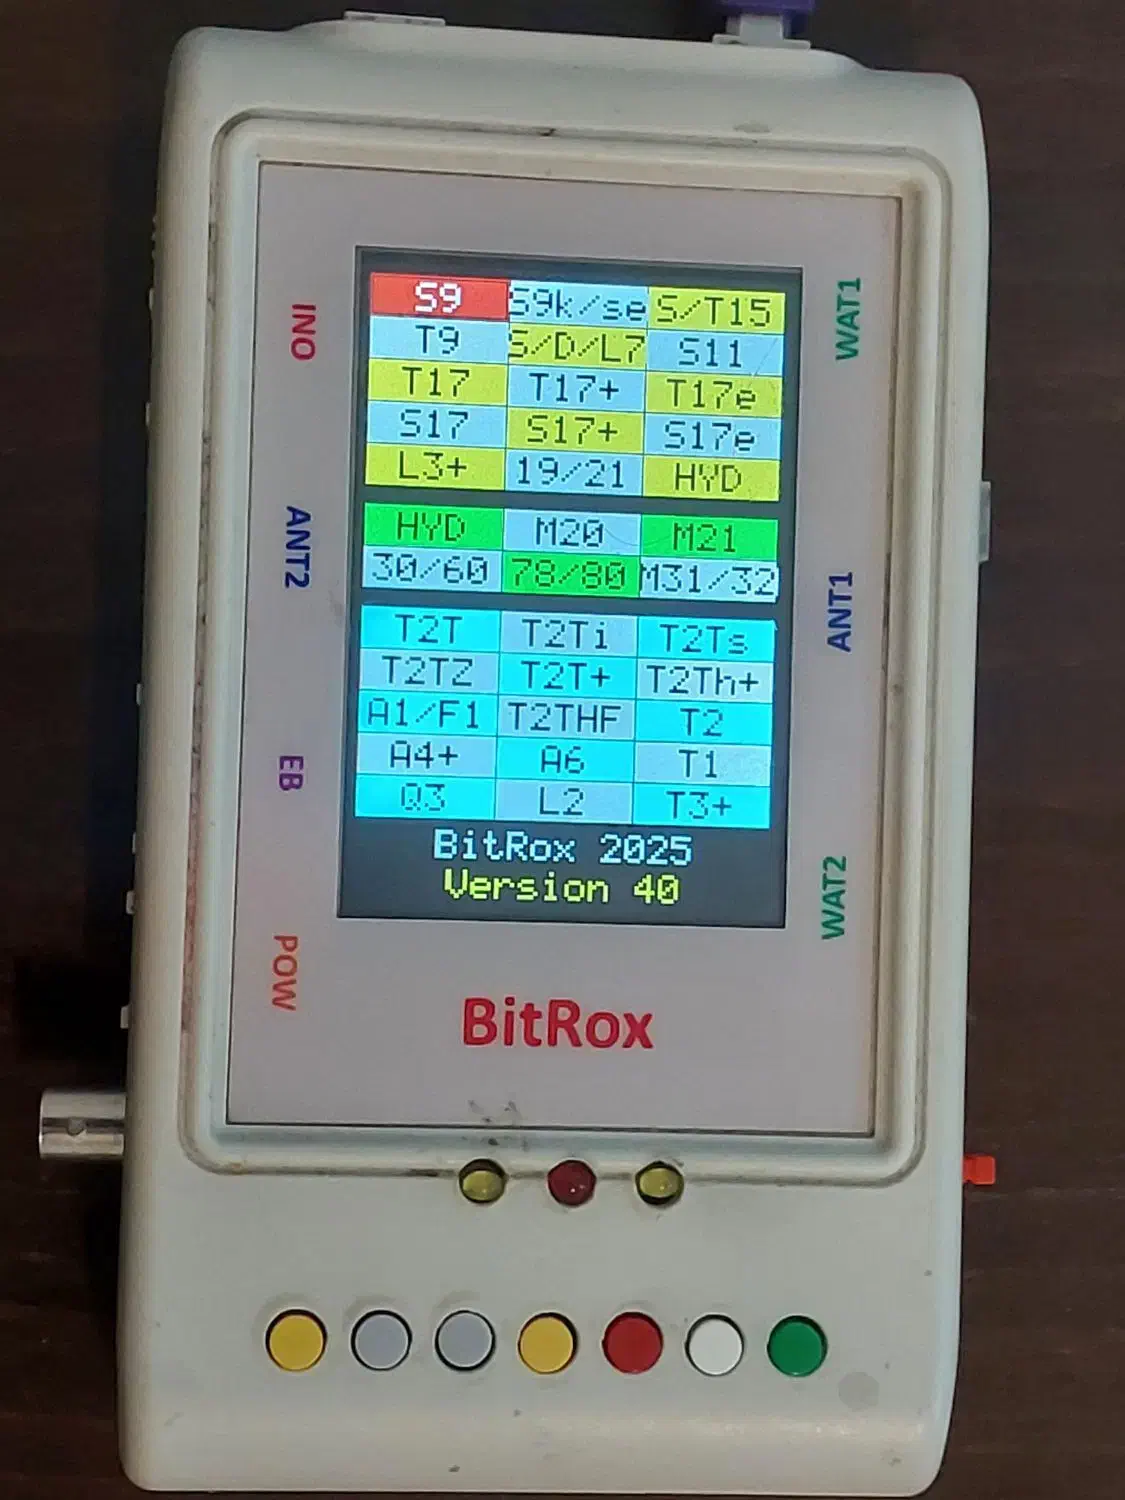 S9 S9k/se S/T15
T9 S/D/L7 S11
T17 T17+ T17e
S17 S17+ S17e
L3+ 19/21 HYD
HYD M20 M21
30/60 78/80 M31/32
T2T T2Ti T2Ts
T2TZ T2T+ T2Th+
A1/F1 T2THF T2
A4+ A6 T1
Q3 L2 T3+
BitRox 2025
Version 40
BitRox
INO
ANT2
EB
POW
WAT1
ANT1
WAT2